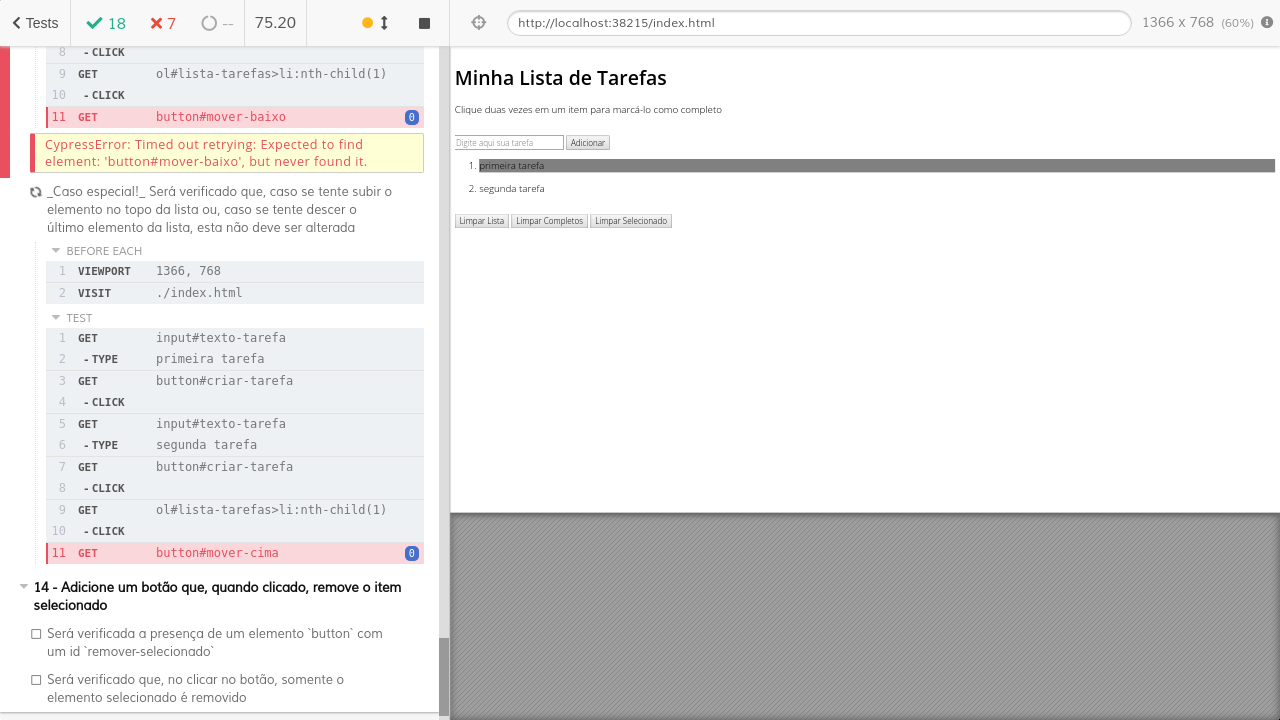 Tests
18
7
--
75.20
http://localhost:38215/index.html
1366 x 768 (60%)
8 - CLICK
9 GET ol#lista-tarefas>li:nth-child(1)
10 - CLICK
11 GET button#mover-baixo 0
CypressError: Timed out retrying: Expected to find
element: 'button#mover-baixo', but never found it.
_Caso especial!_ Será verificado que, caso se tente subir o
elemento no topo da lista ou, caso se tente descer o
último elemento da lista, esta não deve ser alterada
BEFORE EACH
1 VIEWPORT 1366, 768
2 VISIT ./index.html
TEST
1 GET input#texto-tarefa
2 - TYPE primeira tarefa
3 GET button#criar-tarefa
4 - CLICK
5 GET input#texto-tarefa
6 - TYPE segunda tarefa
7 GET button#criar-tarefa
8 - CLICK
9 GET ol#lista-tarefas>li:nth-child(1)
10 - CLICK
11 GET button#mover-cima 0
14 - Adicione um botão que, quando clicado, remove o item
selecionado
Será verificada a presença de um elemento `button` com
um id `remover-selecionado`
Será verificado que, no clicar no botão, somente o
elemento selecionado é removido
Minha Lista de Tarefas
Clique duas vezes em um item para marcá-lo como completo
Digite aqui sua tarefa Adicionar
1. primeira tarefa
2. segunda tarefa
Limpar Lista Limpar Completos Limpar Selecionado